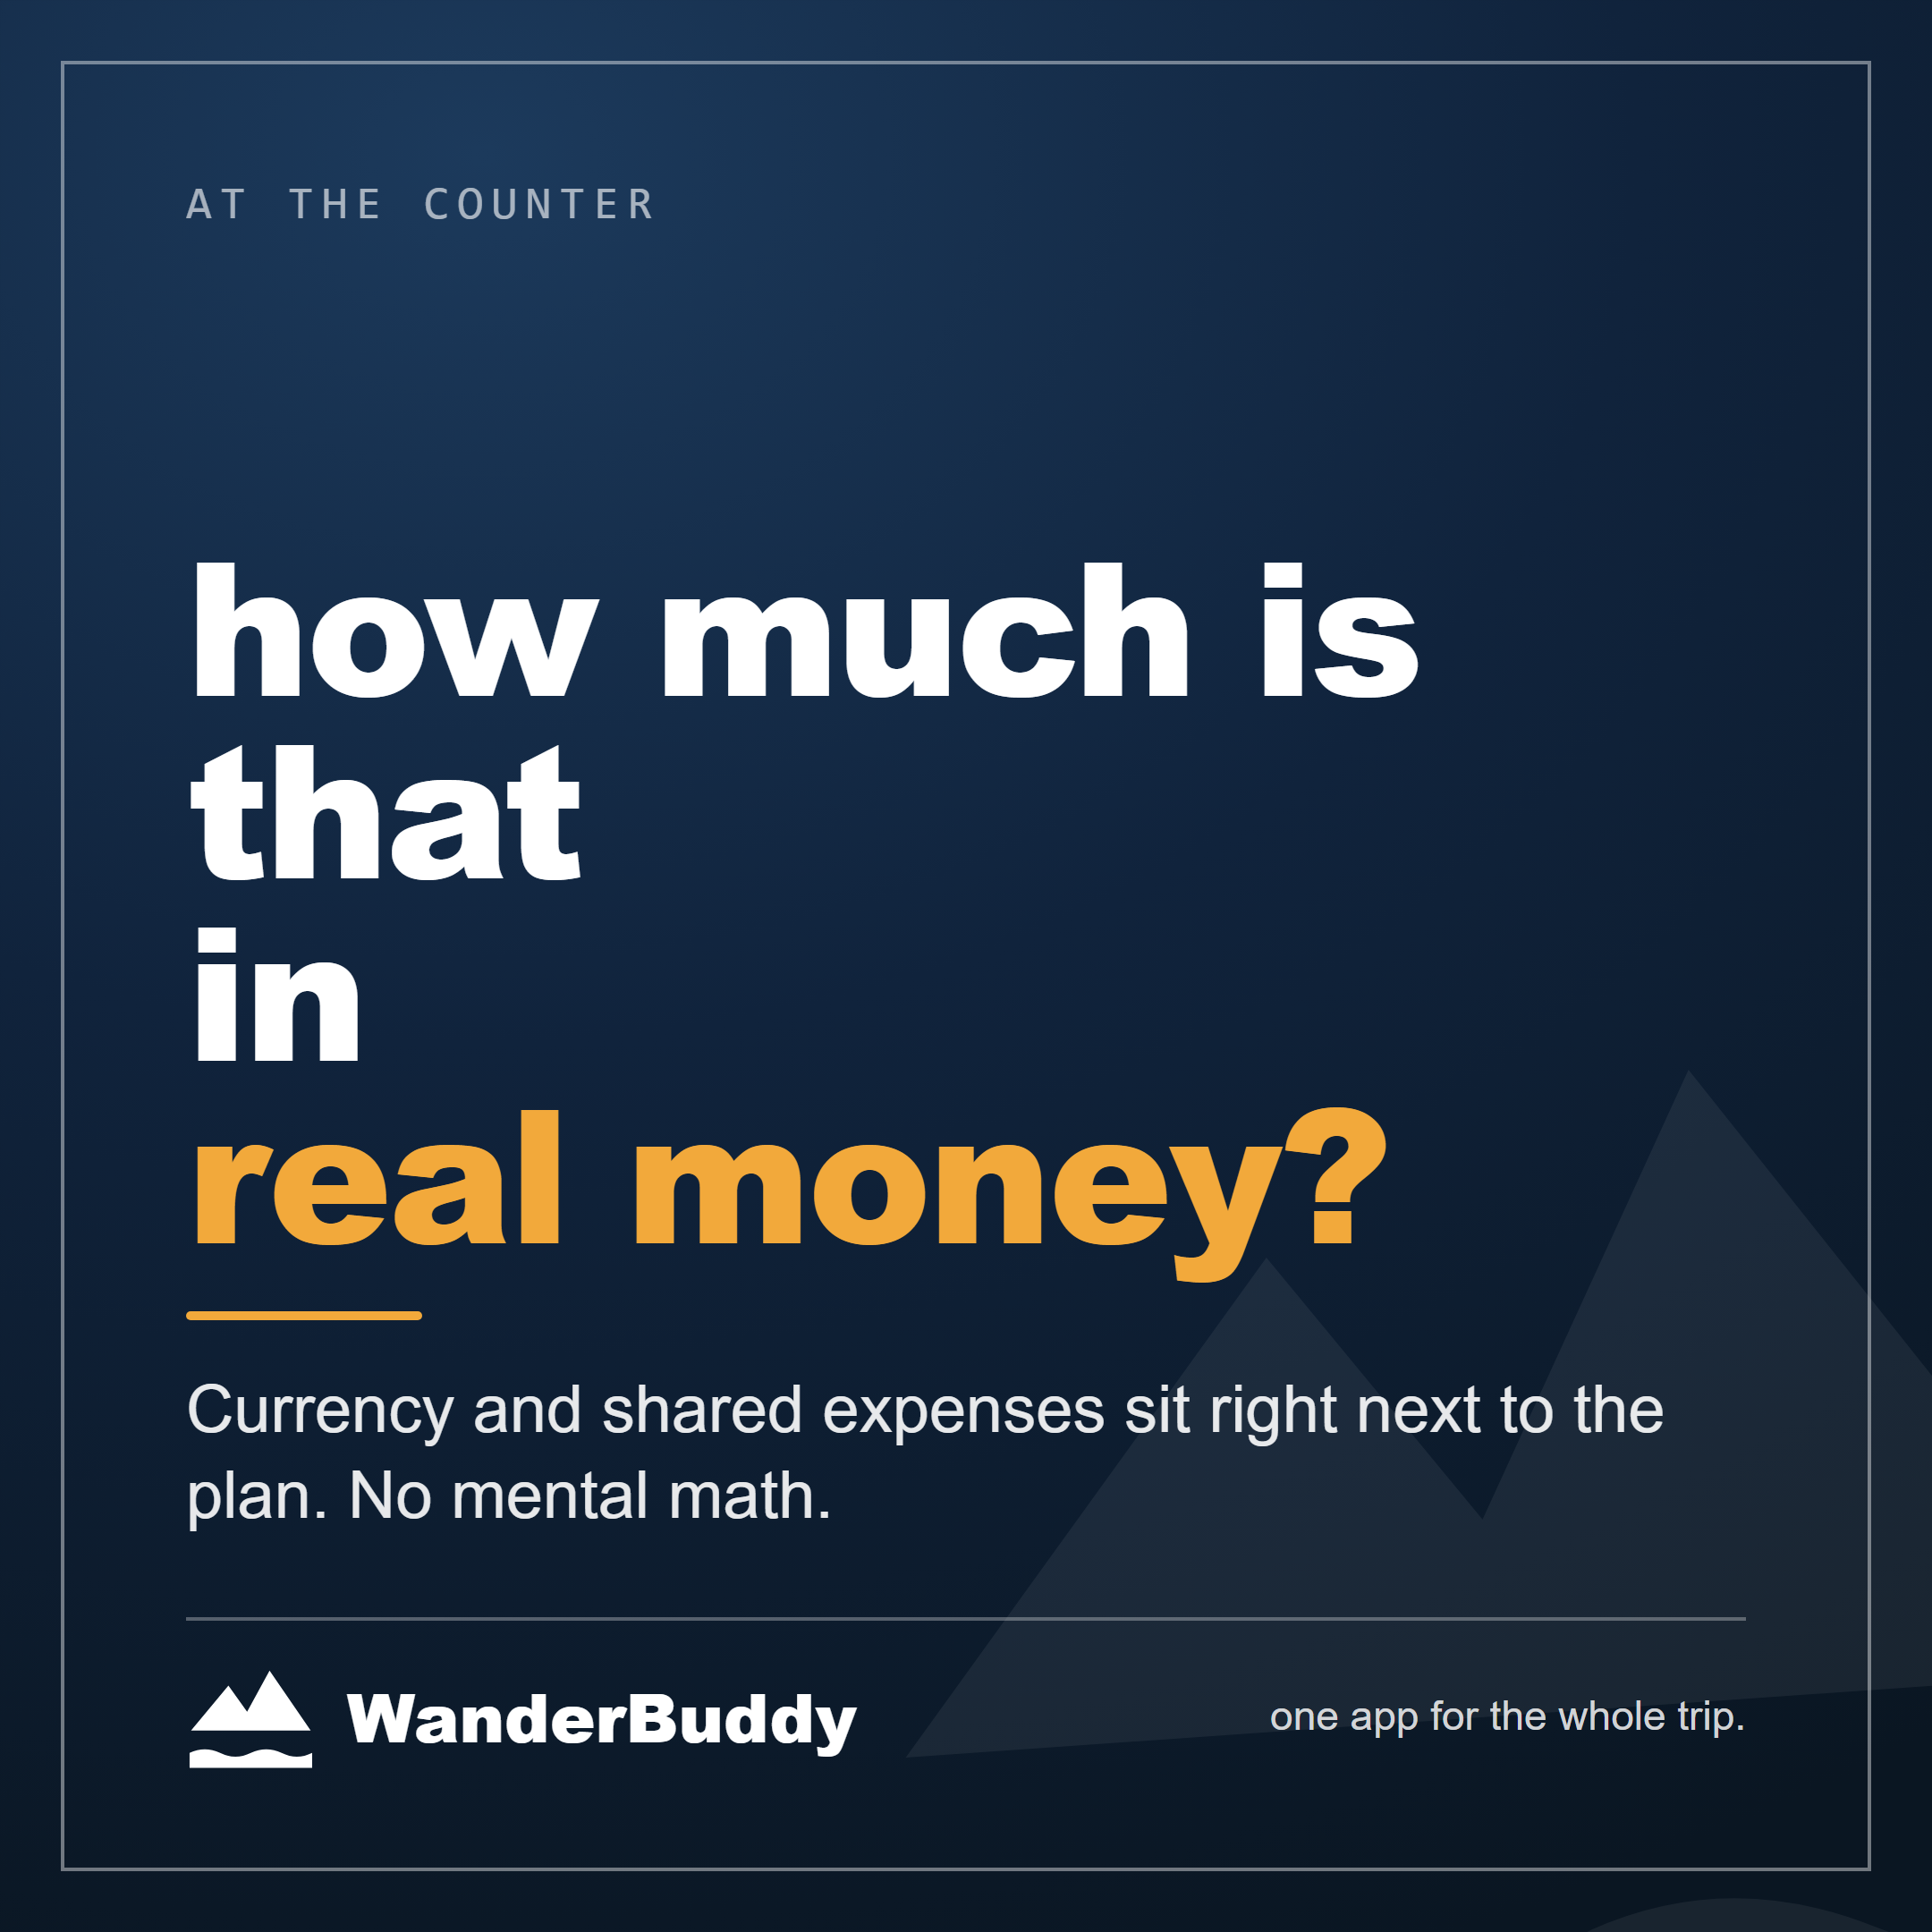 AT THE COUNTER
how much is
that
in
real money?
Currency and shared expenses sit right next to the
plan. No mental math.
WanderBuddy
one app for the whole trip.